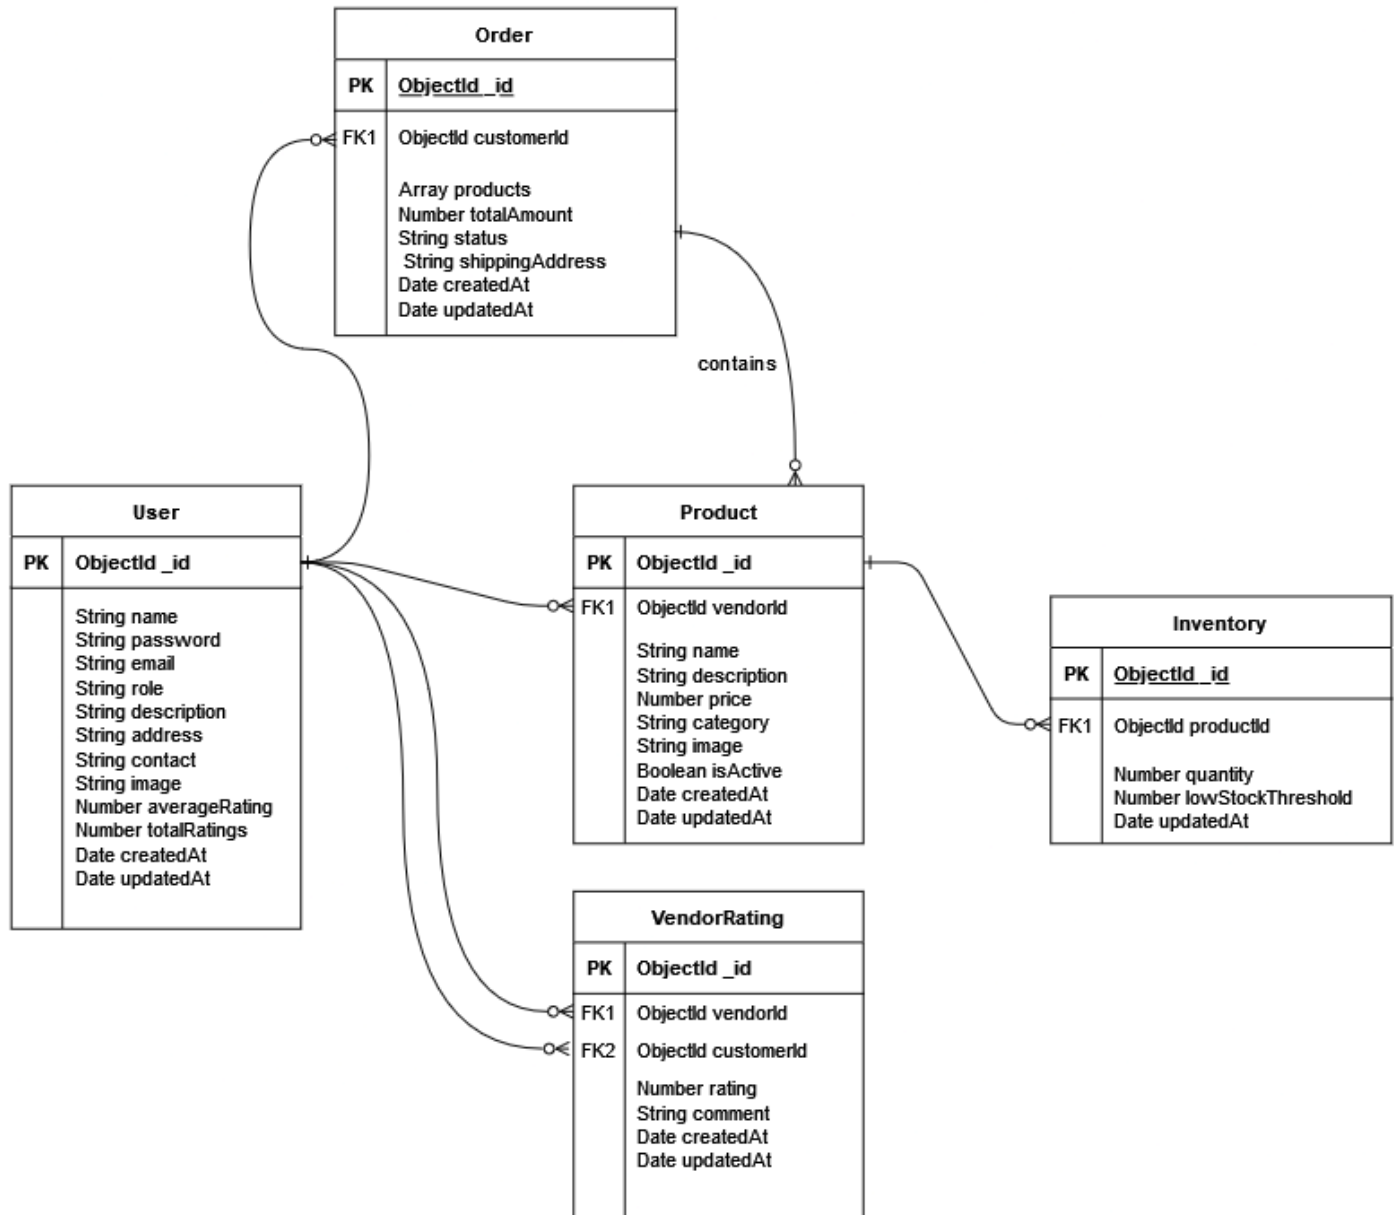 Order
PK ObjectId _id
FK1 ObjectId customerId
Array products
Number totalAmount
String status
String shippingAddress
Date createdAt
Date updatedAt
contains
User
PK ObjectId _id
String name
String password
String email
String role
String description
String address
String contact
String image
Number averageRating
Number totalRatings
Date createdAt
Date updatedAt
Product
PK ObjectId _id
FK1 ObjectId vendorId
String name
String description
Number price
String category
String image
Boolean isActive
Date createdAt
Date updatedAt
Inventory
PK ObjectId _id
FK1 ObjectId productId
Number quantity
Number lowStockThreshold
Date updatedAt
VendorRating
PK ObjectId _id
FK1 ObjectId vendorId
FK2 ObjectId customerId
Number rating
String comment
Date createdAt
Date updatedAt